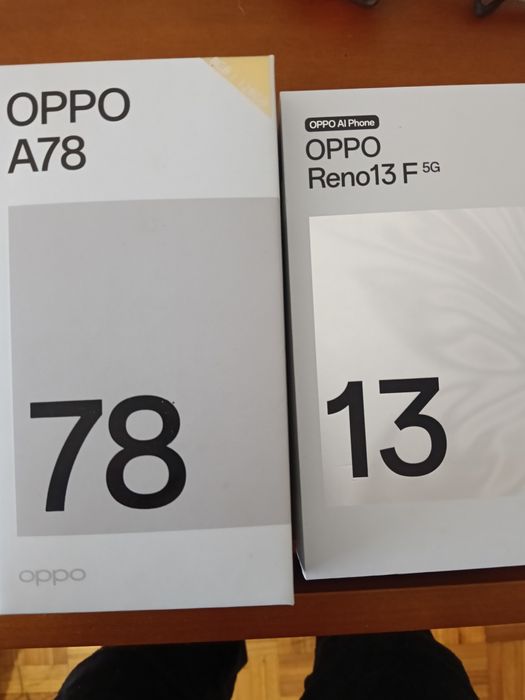 OPPO
A78
78
oppo
OPPO AI Phone
OPPO
Reno13 F 5G
13